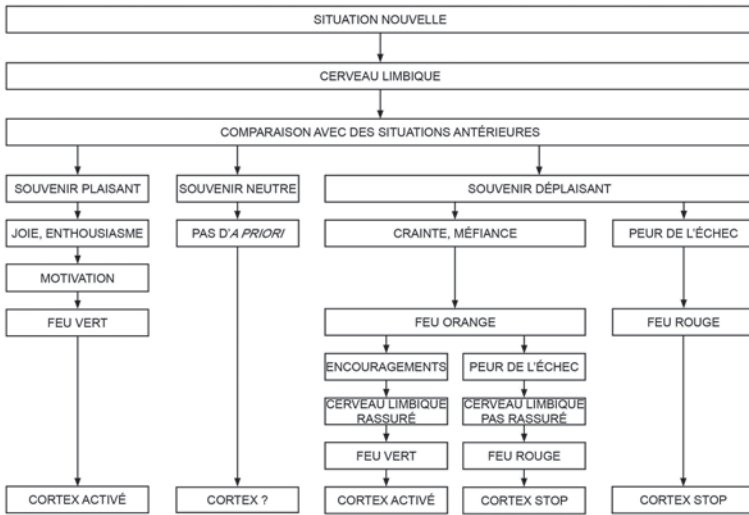 SITUATION NOUVELLE
CERVEAU LIMBIQUE
COMPARAISON AVEC DES SITUATIONS ANTÉRIEURES
SOUVENIR PLAISANT
SOUVENIR NEUTRE
SOUVENIR DÉPLAISANT
JOIE, ENTHOUSIASME
PAS D'A PRIORI
CRAINTE, MÉFIANCE
PEUR DE L'ÉCHEC
MOTIVATION
FEU VERT
FEU ORANGE
FEU ROUGE
ENCOURAGEMENTS
PEUR DE L'ÉCHEC
CERVEAU LIMBIQUE
RASSURÉ
CERVEAU LIMBIQUE
PAS RASSURÉ
FEU VERT
FEU ROUGE
CORTEX ACTIVÉ
CORTEX ?
CORTEX ACTIVÉ
CORTEX STOP
CORTEX STOP